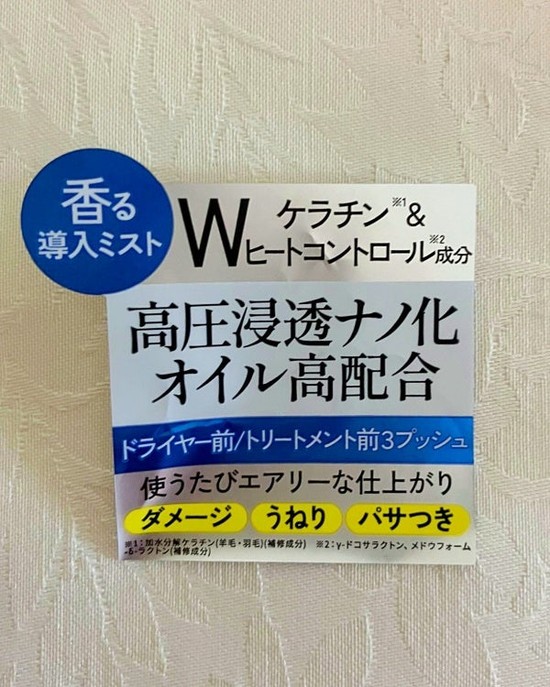 香る
導入ミスト
W ケラチン※1&
ヒートコントロール※2成分
高圧浸透ナノ化
オイル高配合
ドライヤー前/トリートメント前3プッシュ
使うたびエアリーな仕上がり
ダメージ うねり パサつき
※1:加水分解ケラチン(羊毛・羽毛)(補修成分) ※2:γ-ドコサラクトン、メドウフォーム
-δ-ラクトン(補修成分)